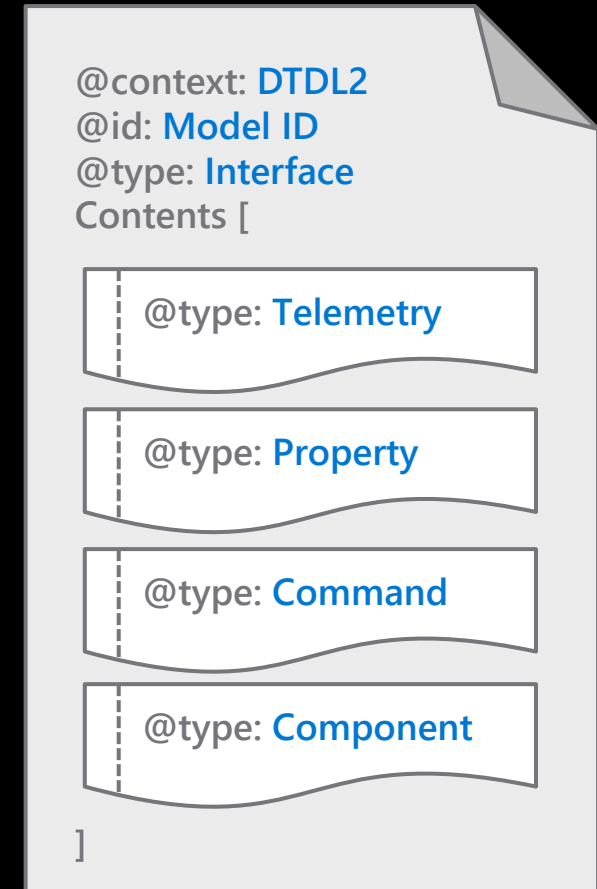 @context: DTDL2
@id: Model ID
@type: Interface
Contents [
@type: Telemetry
@type: Property
@type: Command
@type: Component
]